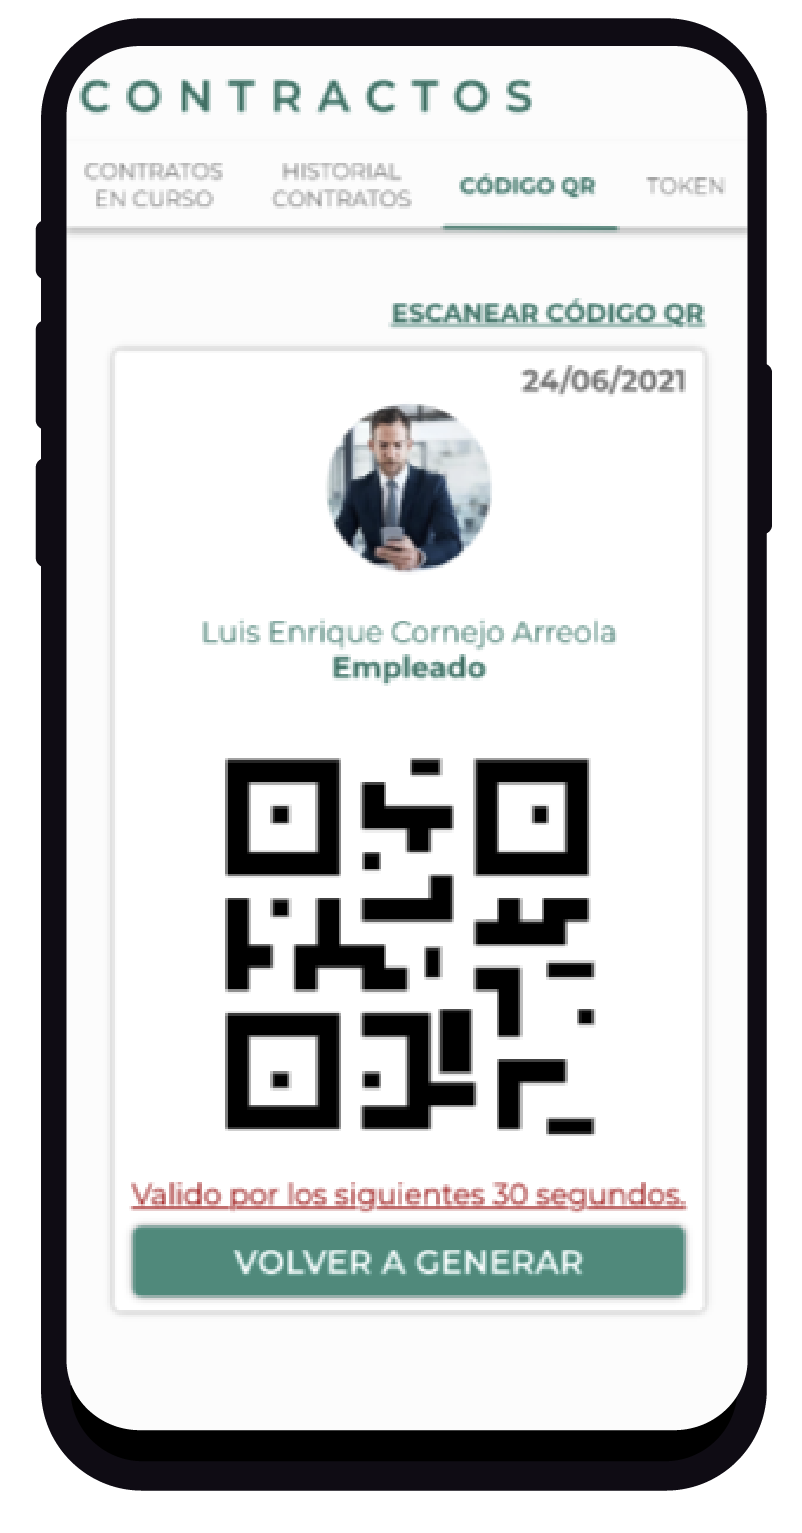 CONTRACTOS
CONTRATOS
EN CURSO
HISTORIAL
CONTRATOS
CÓDIGO QR
TOKEN
ESCANEAR CÓDIGO QR
24/06/2021
Luis Enrique Cornejo Arreola
Empleado
Valido por los siguientes 30 segundos.
VOLVER A GENERAR